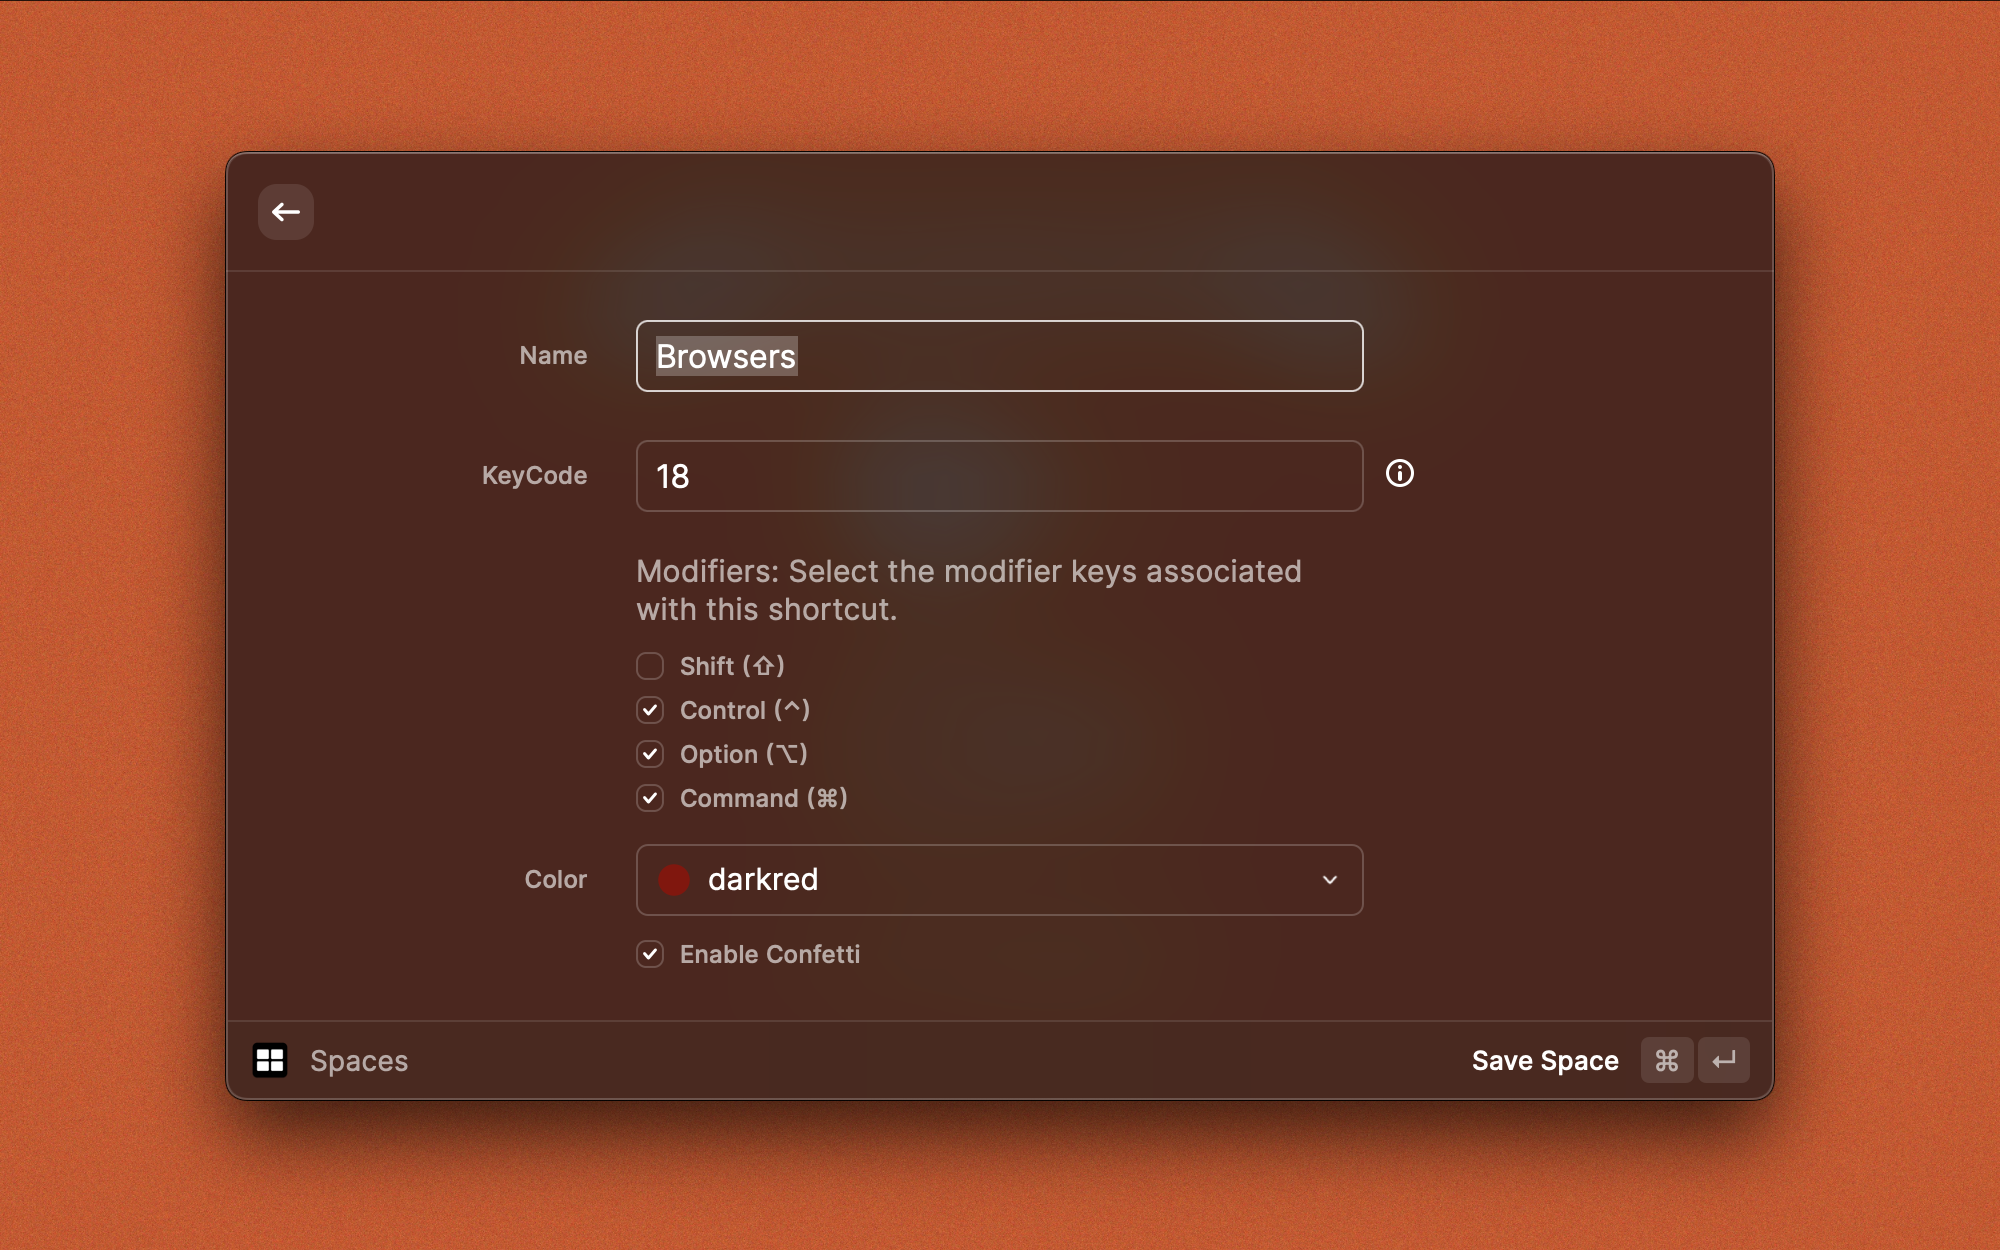 Name
Browsers
KeyCode
18
Modifiers: Select the modifier keys associated
with this shortcut.
Shift (⇧)
Control (^)
Option (⌥)
Command (⌘)
Color
darkred
Enable Confetti
Spaces
Save Space ⌘ ↵